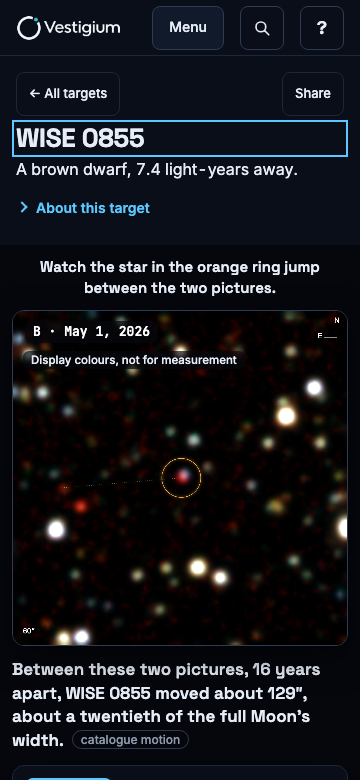 Vestigium
Menu
?
← All targets
Share
WISE 0855
A brown dwarf, 7.4 light-years away.
About this target
Watch the star in the orange ring jump
between the two pictures.
B · May 1, 2026
N
E
Display colours, not for measurement
60"
Between these two pictures, 16 years
apart, WISE 0855 moved about 129″,
about a twentieth of the full Moon's
width. catalogue motion